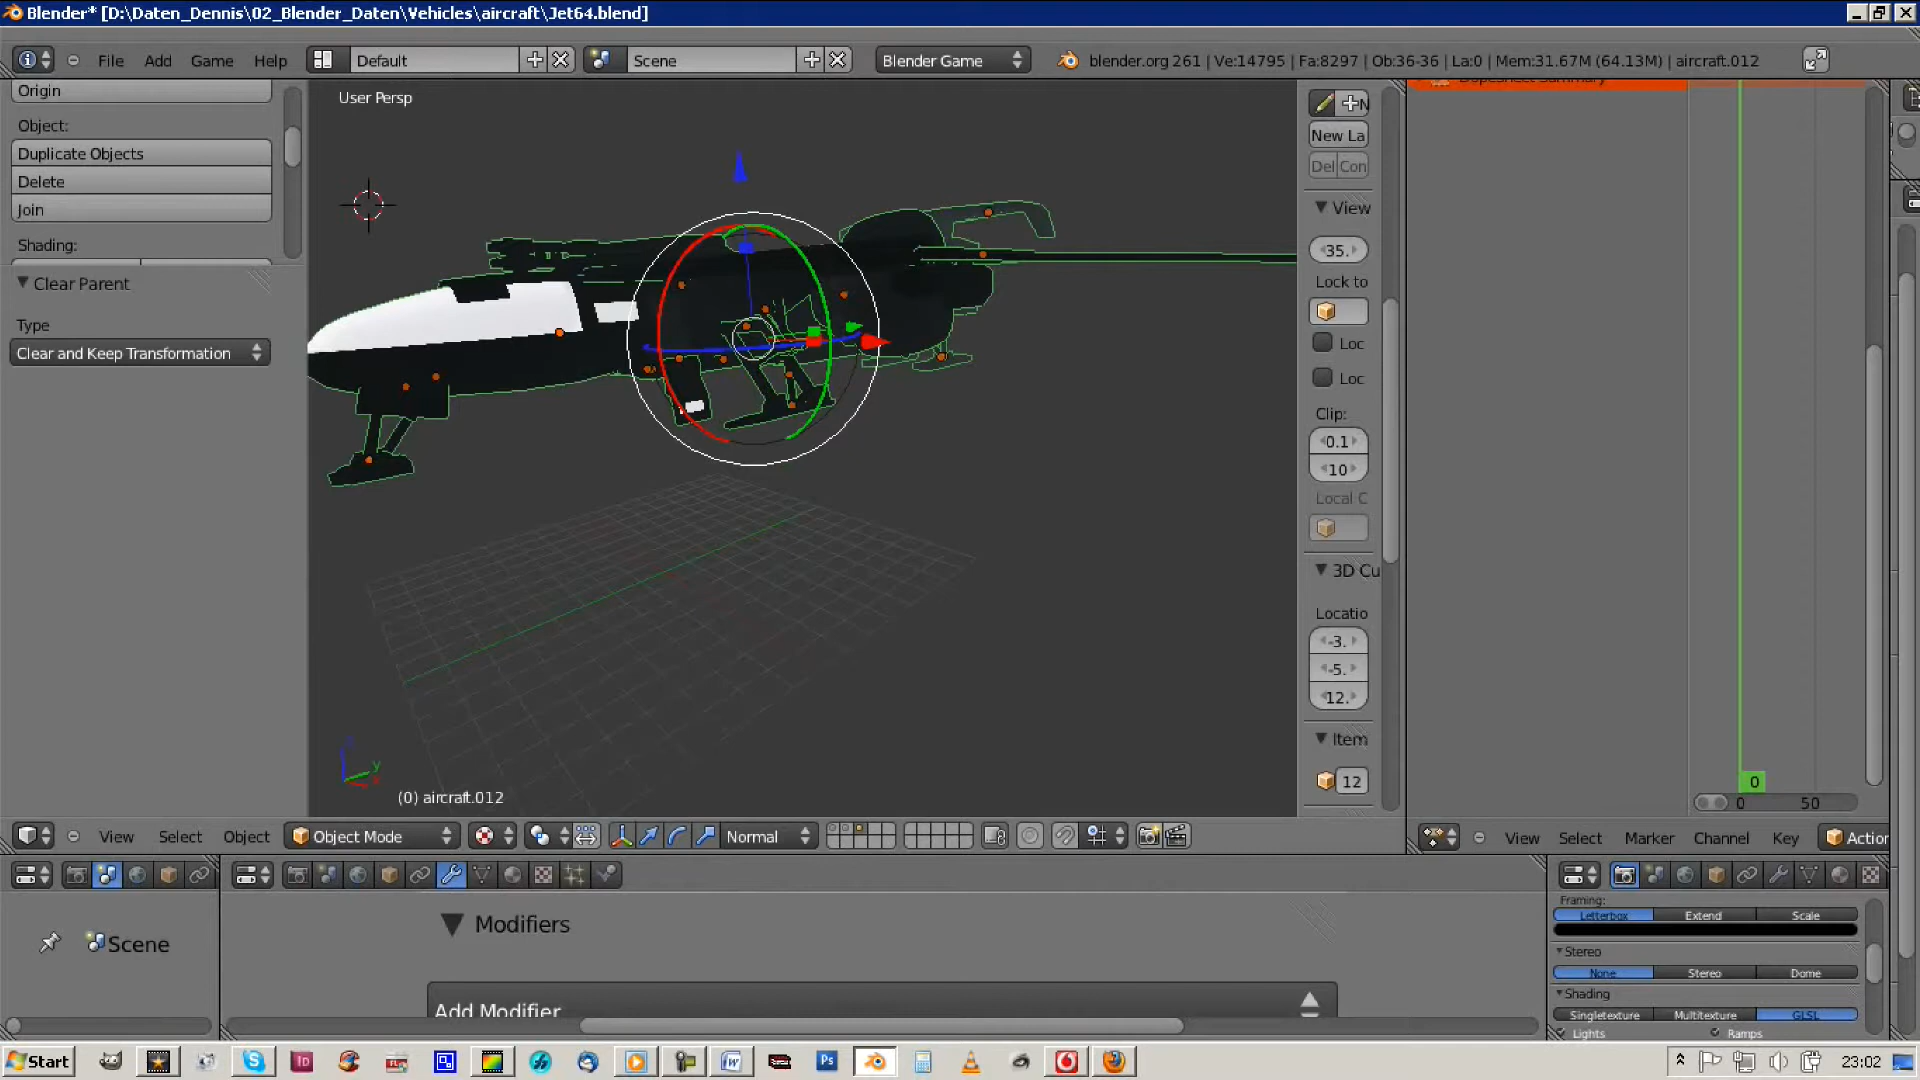 Blender* [D:\Daten_Dennis\02_Blender_Daten\Vehicles\aircraft\Jet64.blend]
File Add Game Help Default Scene Blender Game blender.org 261 | Ve:14795 | Fa:8297 | Ob:36-36 | La:0 | Mem:31.67M (64.13M) | aircraft.012
Origin
Object:
Duplicate Objects
Delete
Join
Shading:
Clear Parent
Type
Clear and Keep Transformation
User Persp
(0) aircraft.012
N
New La
Del Con
View
35.
Lock to
Loc
Loc
Clip:
0.1
10
Local C
3D Cu
Locatio
-3.
-5.
12.
Item
12
0
0 50
View Select Object Object Mode Normal
View Select Marker Channel Key Action
Scene
Modifiers
Add Modifier
Framing:
Letterbox Extend Scale
Stereo
None Stereo Dome
Shading
Singletexture Multitexture GLSL
Lights Ramps
Start 23:02